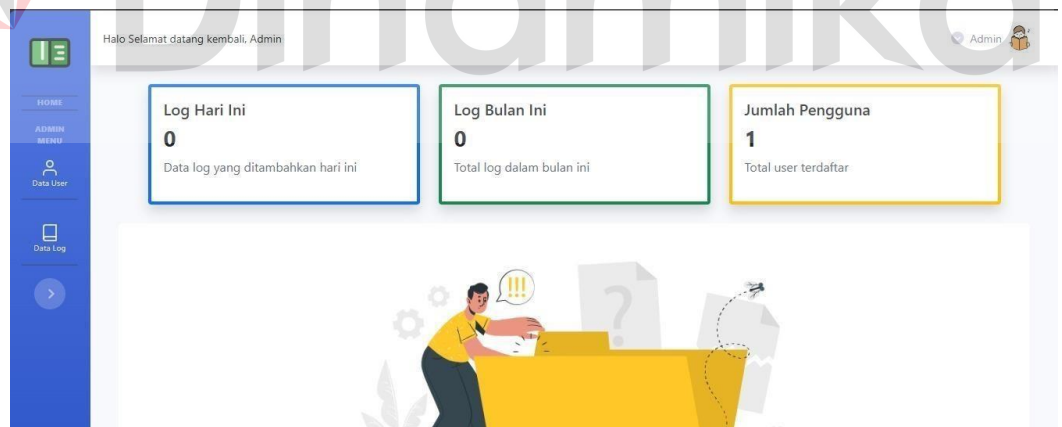 Dinamika
Halo Selamat datang kembali, Admin
Admin
HOME
ADMIN
MENU
Data User
Data Log
Log Hari Ini
0
Data log yang ditambahkan hari ini
Log Bulan Ini
0
Total log dalam bulan ini
Jumlah Pengguna
1
Total user terdaftar
!!!
?